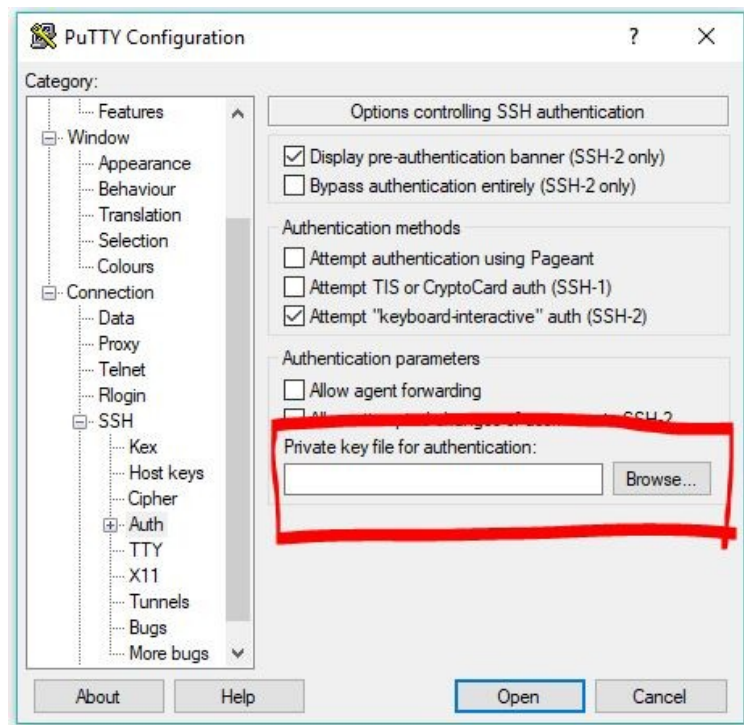 PuTTY Configuration
?
Category:
Features
Window
Appearance
Behaviour
Translation
Selection
Colours
Connection
Data
Proxy
Telnet
Rlogin
SSH
Kex
Host keys
Cipher
Auth
TTY
X11
Tunnels
Bugs
More bugs
Options controlling SSH authentication
Display pre-authentication banner (SSH-2 only)
Bypass authentication entirely (SSH-2 only)
Authentication methods
Attempt authentication using Pageant
Attempt TIS or CryptoCard auth (SSH-1)
Attempt "keyboard-interactive" auth (SSH-2)
Authentication parameters
Allow agent forwarding
SSH-2
Private key file for authentication:
Browse...
About
Help
Open
Cancel